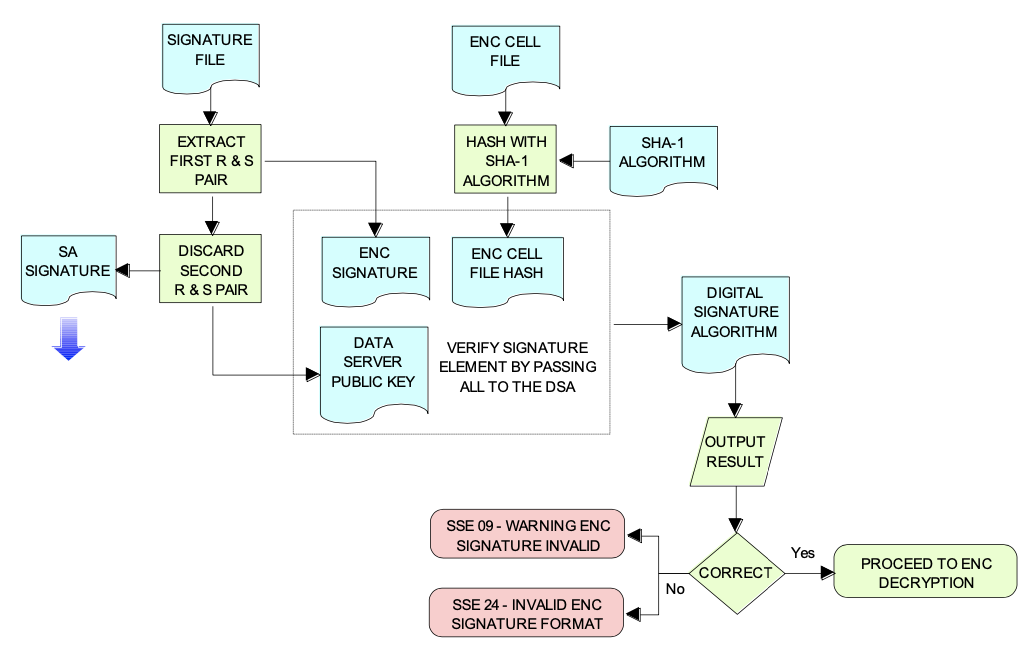 SIGNATURE
FILE
ENC CELL
FILE
EXTRACT
FIRST R & S
PAIR
HASH WITH
SHA-1
ALGORITHM
SHA-1
ALGORITHM
SA
SIGNATURE
DISCARD
SECOND
R & S PAIR
ENC
SIGNATURE
ENC CELL
FILE HASH
DIGITAL
SIGNATURE
ALGORITHM
DATA
SERVER
PUBLIC KEY
VERIFY SIGNATURE
ELEMENT BY PASSING
ALL TO THE DSA
OUTPUT
RESULT
SSE 09 - WARNING ENC
SIGNATURE INVALID
CORRECT
Yes
No
PROCEED TO ENC
DECRYPTION
SSE 24 - INVALID ENC
SIGNATURE FORMAT